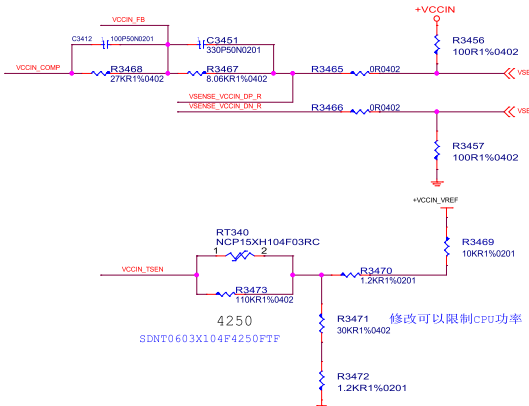 VCCIN_FB
+VCCIN
C3412
100P50N0201
C3451
330P50N0201
R3456
100R1%0402
VCCIN_COMP
R3468
27KR1%0402
R3467
8.06KR1%0402
R3465
0R0402
VSE
VSENSE_VCCIN_DP_R
VSENSE_VCCIN_DN_R
R3466
0R0402
VSE
R3457
100R1%0402
+VCCIN_VREF
RT340
NCP15XH104F03RC
1
2
R3469
10KR1%0201
VCCIN_TSEN
R3470
1.2KR1%0201
R3473
110KR1%0402
4250
SDNT0603X104F4250FTF
R3471
30KR1%0402
修改可以限制CPU功率
R3472
1.2KR1%0201